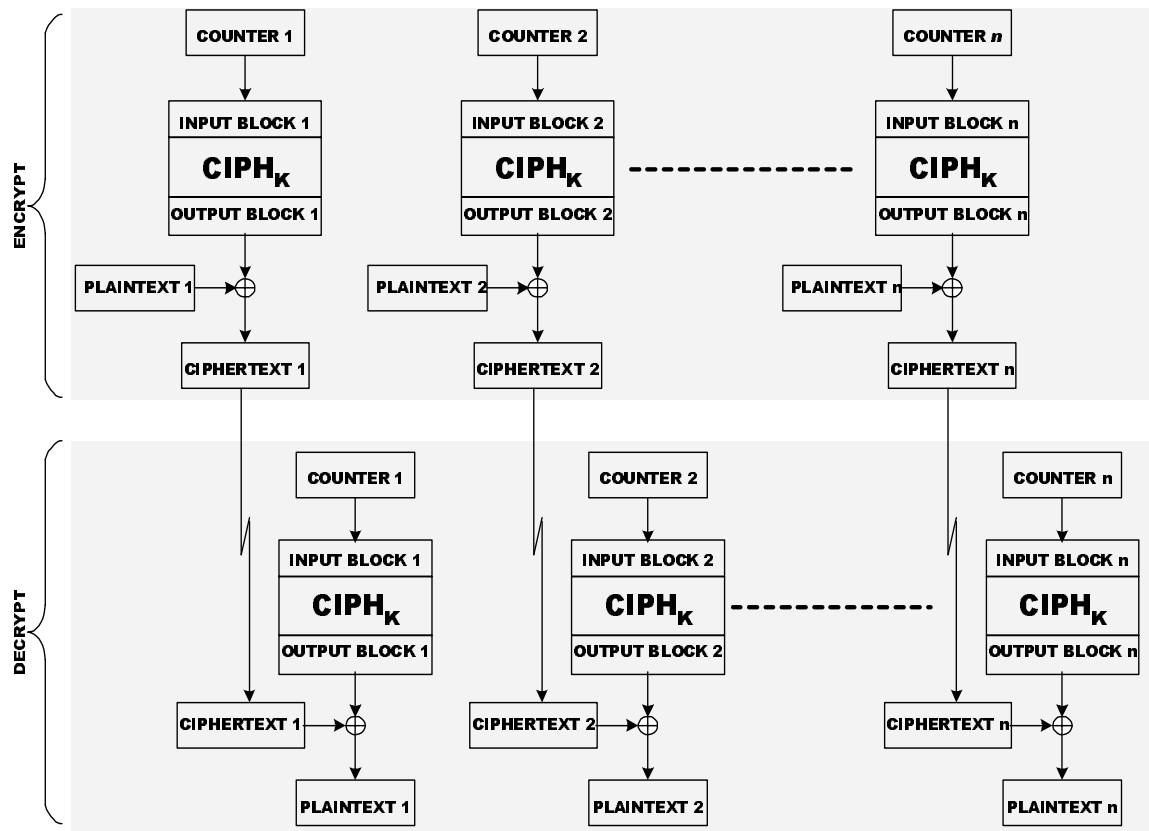 ENCRYPT
COUNTER 1 COUNTER 2 COUNTER n
INPUT BLOCK 1 INPUT BLOCK 2 INPUT BLOCK n
CIPHK CIPHK CIPHK
OUTPUT BLOCK 1 OUTPUT BLOCK 2 OUTPUT BLOCK n
PLAINTEXT 1 PLAINTEXT 2 PLAINTEXT n
CIPHERTEXT 1 CIPHERTEXT 2 CIPHERTEXT n
DECRYPT
COUNTER 1 COUNTER 2 COUNTER n
INPUT BLOCK 1 INPUT BLOCK 2 INPUT BLOCK n
CIPHK CIPHK CIPHK
OUTPUT BLOCK 1 OUTPUT BLOCK 2 OUTPUT BLOCK n
CIPHERTEXT 1 CIPHERTEXT 2 CIPHERTEXT n
PLAINTEXT 1 PLAINTEXT 2 PLAINTEXT n